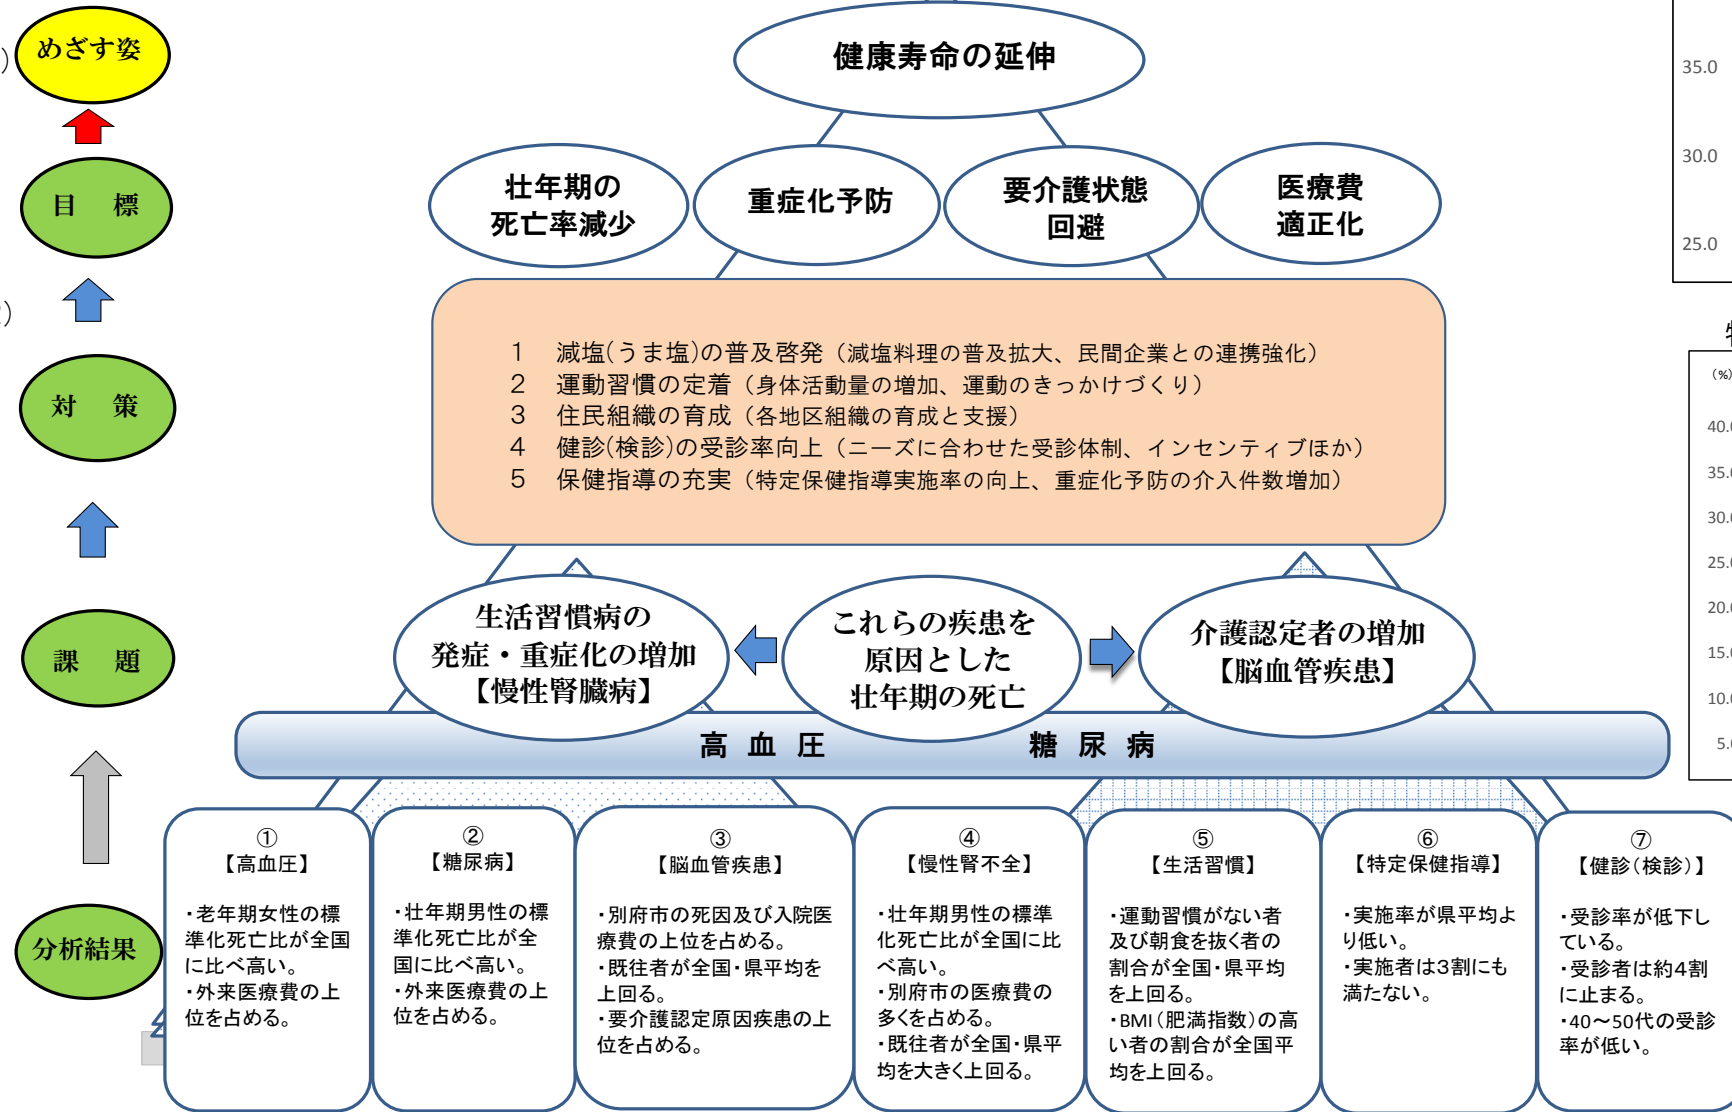 )
めざす姿
健康寿命の延伸
目 標
壮年期の
死亡率減少
重症化予防
要介護状態
回避
医療費
適正化
)
対 策
1 減塩(うま塩)の普及啓発（減塩料理の普及拡大、民間企業との連携強化）
2 運動習慣の定着（身体活動量の増加、運動のきっかけづくり）
3 住民組織の育成（各地区組織の育成と支援）
4 健診(検診)の受診率向上（ニーズに合わせた受診体制、インセンティブほか）
5 保健指導の充実（特定保健指導実施率の向上、重症化予防の介入件数増加）
課 題
生活習慣病の
発症・重症化の増加
【慢性腎臓病】
これらの疾患を
原因とした
壮年期の死亡
介護認定者の増加
【脳血管疾患】
高 血 圧 糖 尿 病
分析結果
①
【高血圧】
・老年期女性の標
準化死亡比が全国
に比べ高い。
・外来医療費の上
位を占める。
②
【糖尿病】
・壮年期男性の標
準化死亡比が全
国に比べ高い。
・外来医療費の上
位を占める。
③
【脳血管疾患】
・別府市の死因及び入院医
療費の上位を占める。
・既往者が全国・県平均を
上回る。
・要介護認定原因疾患の上
位を占める。
④
【慢性腎不全】
・壮年期男性の標準
化死亡比が全国に比
べ高い。
・別府市の医療費の
多くを占める。
・既往者が全国・県平
均を大きく上回る。
⑤
【生活習慣】
・運動習慣がない者
及び朝食を抜く者の
割合が全国・県平均
を上回る。
・BMI（肥満指数）の高
い者の割合が全国平
均を上回る。
⑥
【特定保健指導】
・実施率が県平均よ
り低い。
・実施者は3割にも
満たない。
⑦
【健診（検診）】
・受診率が低下し
ている。
・受診者は約4割
に止まる。
・40～50代の受診
率が低い。
35.0
30.0
25.0
(%)
40.0
35.0
30.0
25.0
20.0
15.0
10.0
5.0